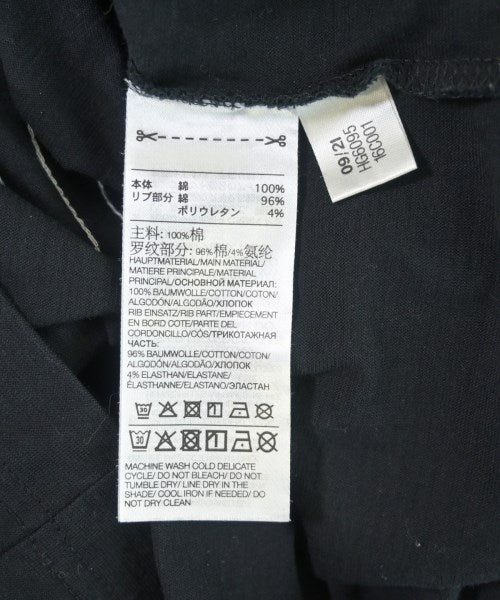 本体 綿 100%
リブ部分 綿 96%
ポリウレタン 4%
主料: 100%棉
罗纹部分: 96%棉/4%氨纶
HAUPTMATERIAL/MAIN MATERIAL/
MATIERE PRINCIPALE/MATERIAL
PRINCIPAL/ОСНОВНОЙ МАТЕРИАЛ:
100% BAUMWOLLE/COTTON/COTON/
ALGODÓN/ALGODÃO/ХЛОПОК
RIB EINSATZ/RIB PART/EMPIECEMENT
EN BORD COTE/PARTE DEL
CORDONCILLO/CÓS/ТРИКОТАЖНАЯ
ЧАСТЬ:
96% BAUMWOLLE/COTTON/COTON/
ALGODÓN/ALGODÃO/ХЛОПОК
4% ELASTHAN/ELASTANE/
ÉLASTHANNE/ELASTANO/ЭЛАСТАН
30
30
MACHINE WASH COLD DELICATE
CYCLE/ DO NOT BLEACH/ DO NOT
TUMBLE DRY/ LINE DRY IN THE
SHADE/ COOL IRON IF NEEDED/ DO
NOT DRY CLEAN
09/21
HG6095
16C001